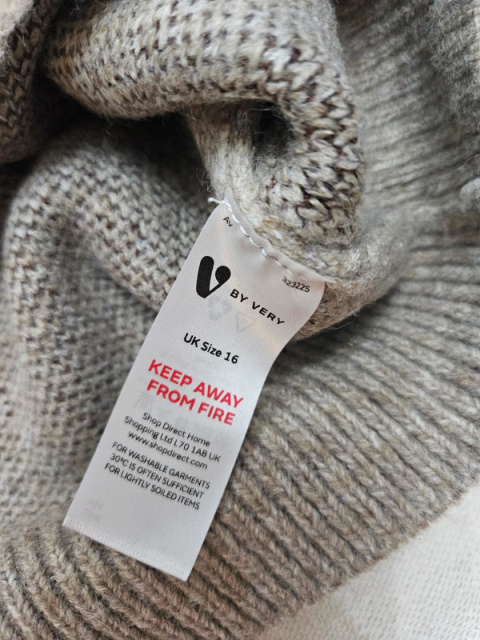 V BY VERY
UK Size 16
KEEP AWAY
FROM FIRE
Shop Direct Home
Shopping Ltd L70 1AB UK
www.shopdirect.com
FOR WASHABLE GARMENTS
30°C IS OFTEN SUFFICIENT
FOR LIGHTLY SOILED ITEMS